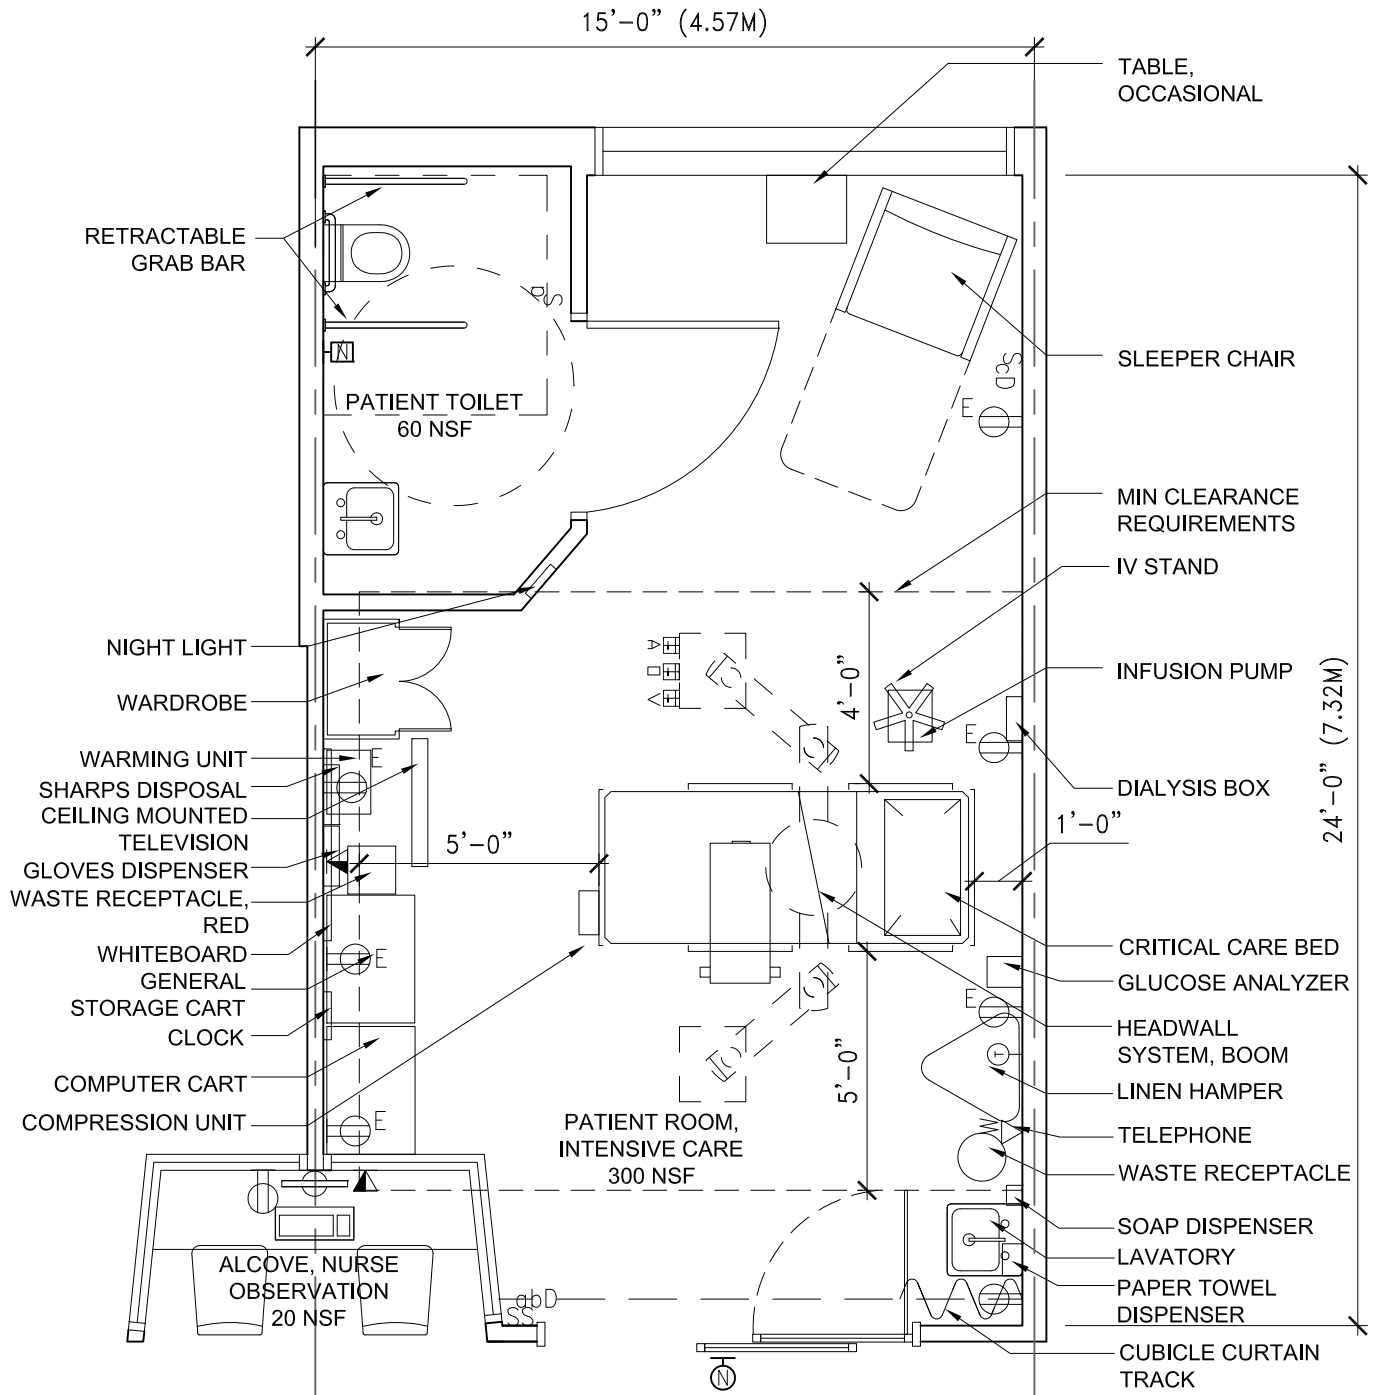 15’-0” (4.57M)
TABLE,
OCCASIONAL
RETRACTABLE
GRAB BAR
a
S
N
PATIENT TOILET
60 NSF
SLEEPER CHAIR
ScD
E
MIN CLEARANCE
REQUIREMENTS
IV STAND
INFUSION PUMP
DIALYSIS BOX
24’-0” (7.32M)
4’-0”
E
1’-0”
NIGHT LIGHT
WARDROBE
WARMING UNIT
E
SHARPS DISPOSAL
CEILING MOUNTED
TELEVISION
GLOVES DISPENSER
WASTE RECEPTACLE,
RED
WHITEBOARD
GENERAL
STORAGE CART
CLOCK
COMPUTER CART
COMPRESSION UNIT
5’-0”
E
E
5’-0”
PATIENT ROOM,
INTENSIVE CARE
300 NSF
CRITICAL CARE BED
GLUCOSE ANALYZER
E
HEADWALL
SYSTEM, BOOM
T
LINEN HAMPER
W
TELEPHONE
WASTE RECEPTACLE
SOAP DISPENSER
LAVATORY
PAPER TOWEL
DISPENSER
CUBICLE CURTAIN
TRACK
ALCOVE, NURSE
OBSERVATION
20 NSF
abD
SS
N